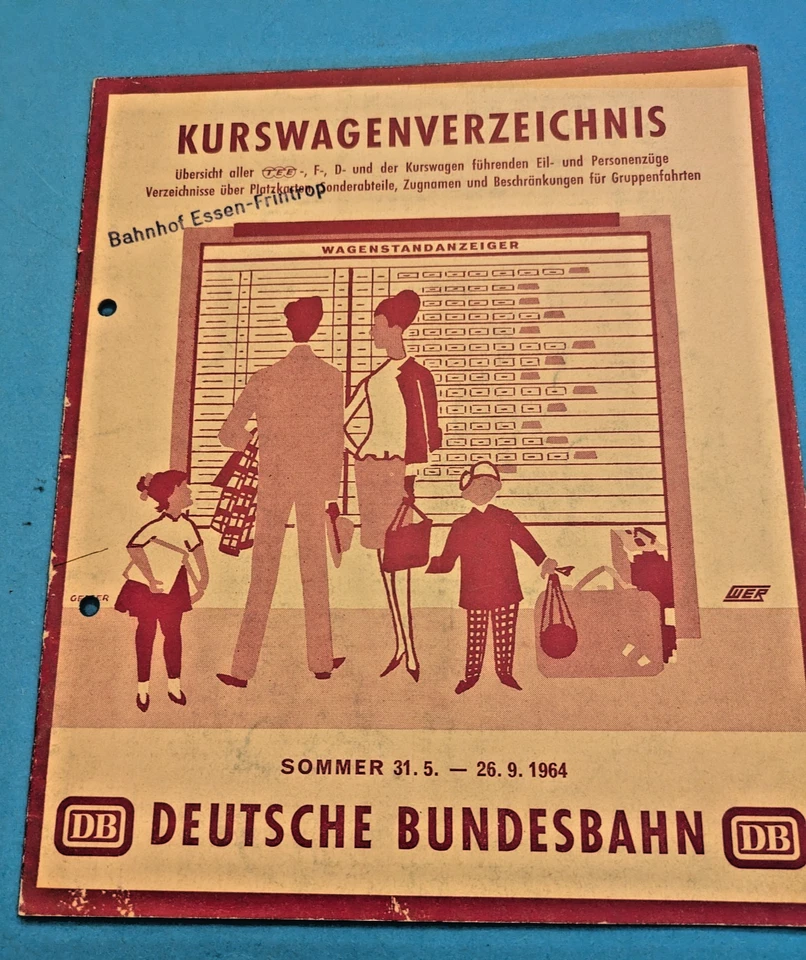 KURSWAGENVERZEICHNIS
Übersicht aller TEE-, F-, D- und der Kurswagen führenden Eil- und Personenzüge
Verzeichnisse über Platzkarten, Sonderabteile, Zugnamen und Beschränkungen für Gruppenfahrten
Bahnhof Essen-Frintrop
WAGENSTANDANZEIGER
SOMMER 31.5. — 26.9.1964
DB DEUTSCHE BUNDESBAHN DB